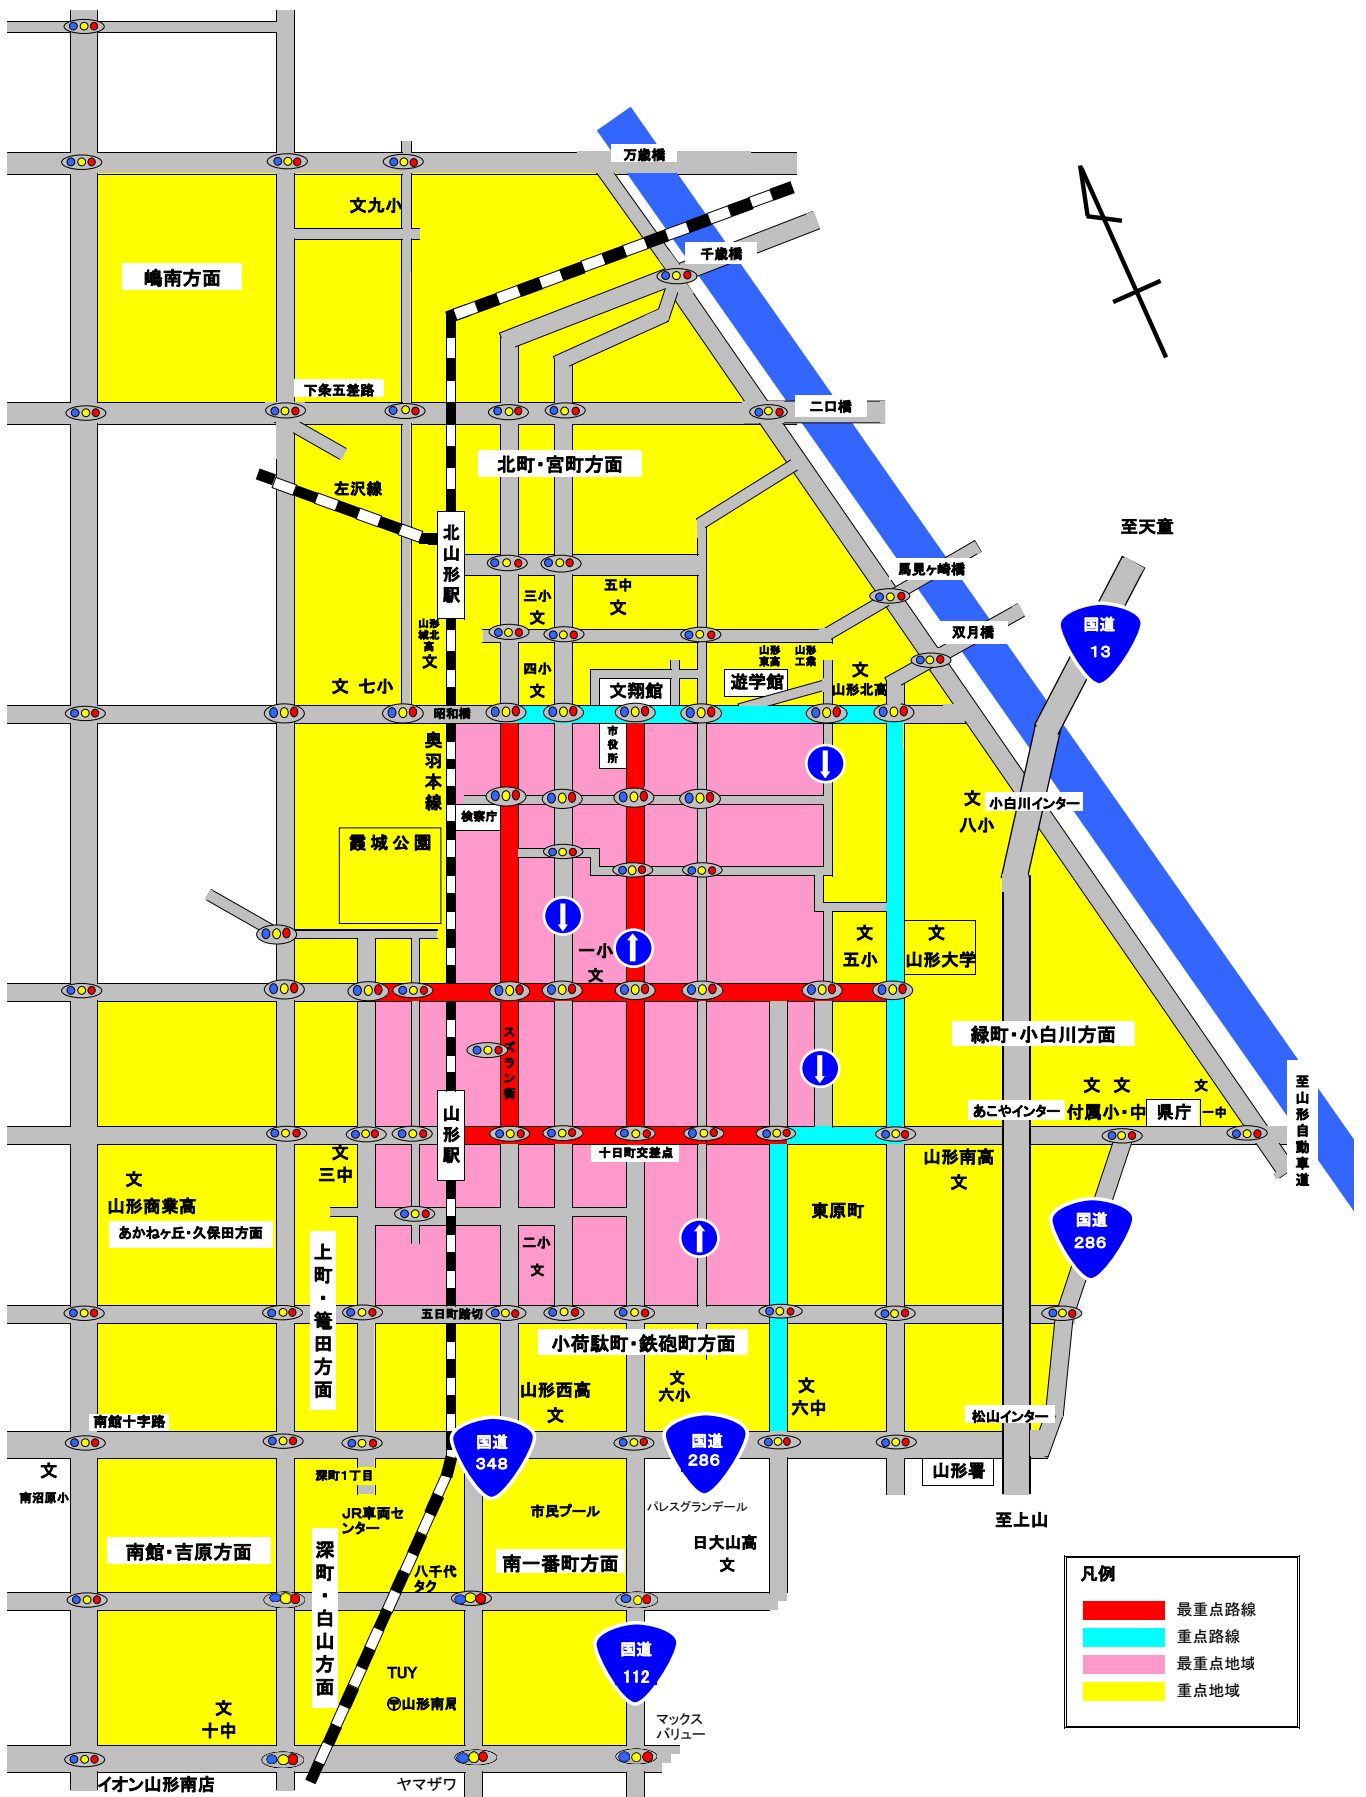 万歳橋
文九小
千歳橋
嶋南方面
下条五差路
二口橋
北町・宮町方面
左沢線
至天童
北山形駅
馬見ヶ崎橋
三小
文
五中
文
国道
13
山形城北高
文
双月橋
四小
文
山形東高
山形工業
文
山形北高
文 七小
文翔館
遊学館
昭和橋
奥羽本線
市役所
文
八小
小白川インター
検察庁
霞城公園
一小
文
文
五小
文
山形大学
スズラン街
緑町・小白川方面
至山形自動車道
山形駅
あこやインター
文 文
付属小・中
県庁
文
一中
十日町交差点
文
三中
山形南高
文
文
山形商業高
あかねヶ丘・久保田方面
東原町
国道
286
上町・篭田方面
二小
文
五日町踏切
小荷駄町・鉄砲町方面
山形西高
文
文
六小
文
六中
南館十字路
松山インター
国道
348
国道
286
文
南沼原小
深町1丁目
山形署
JR車両センター
市民プール
パレスグランデール
至上山
南館・吉原方面
深町・白山方面
八千代タク
南一番町方面
日大山高
文
凡例
最重点路線
重点路線
最重点地域
重点地域
国道
112
TUY
〶山形南局
文
十中
マックス
バリュー
イオン山形南店
ヤマザワ